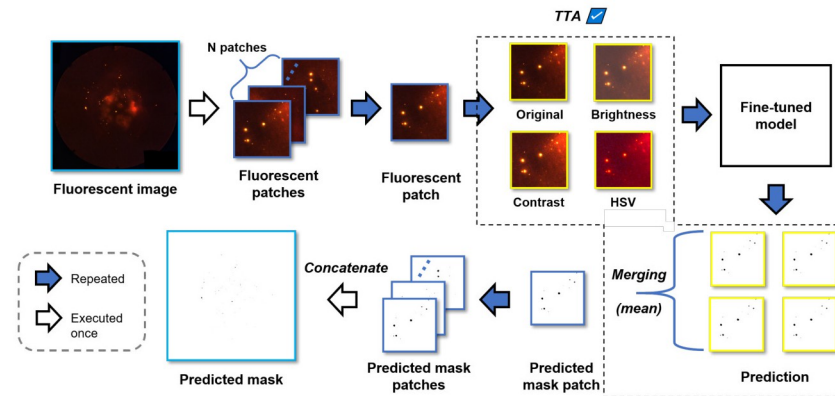 TTA
N patches
Fluorescent image
Fluorescent
patches
Fluorescent
patch
Original
Brightness
Contrast
HSV
Fine-tuned
model
Repeated
Executed
once
Predicted mask
Concatenate
Predicted mask
patches
Predicted
mask patch
Merging
(mean)
Prediction